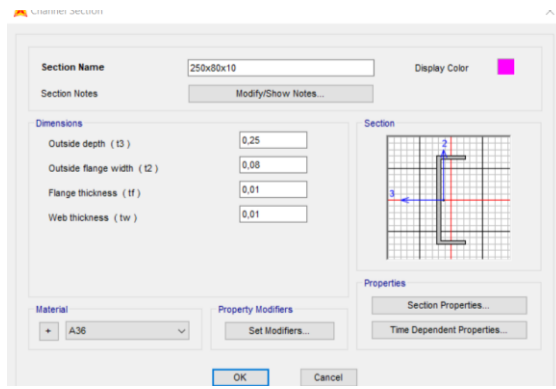 Channel Section
Section Name 250x80x10 Display Color
Section Notes Modify/Show Notes...
Dimensions
Outside depth ( t3 ) 0,25
Outside flange width ( t2 ) 0,08
Flange thickness ( tf ) 0,01
Web thickness ( tw ) 0,01
Section
2
3
Properties
Section Properties...
Time Dependent Properties...
Material
+ A36
Property Modifiers
Set Modifiers...
OK Cancel